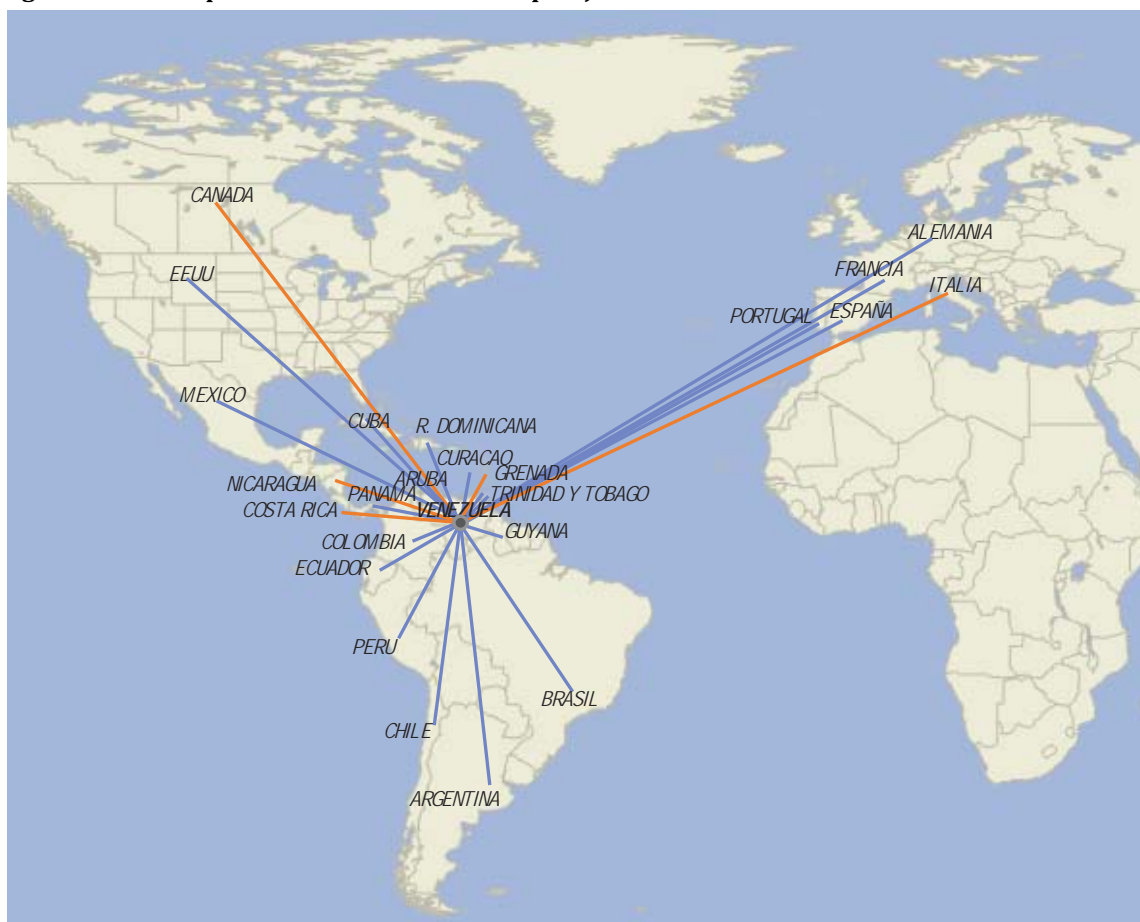 CANADA
ALEMANIA
FRANCIA
EEUU
ITALIA
PORTUGAL
ESPAÑA
MEXICO
CUBA
R. DOMINICANA
CURACAO
GRENADA
ARUBA
NICARAGUA
PANAMA
TRINIDAD Y TOBAGO
COSTA RICA
VENEZUELA
GUYANA
COLOMBIA
ECUADOR
PERU
BRASIL
CHILE
ARGENTINA